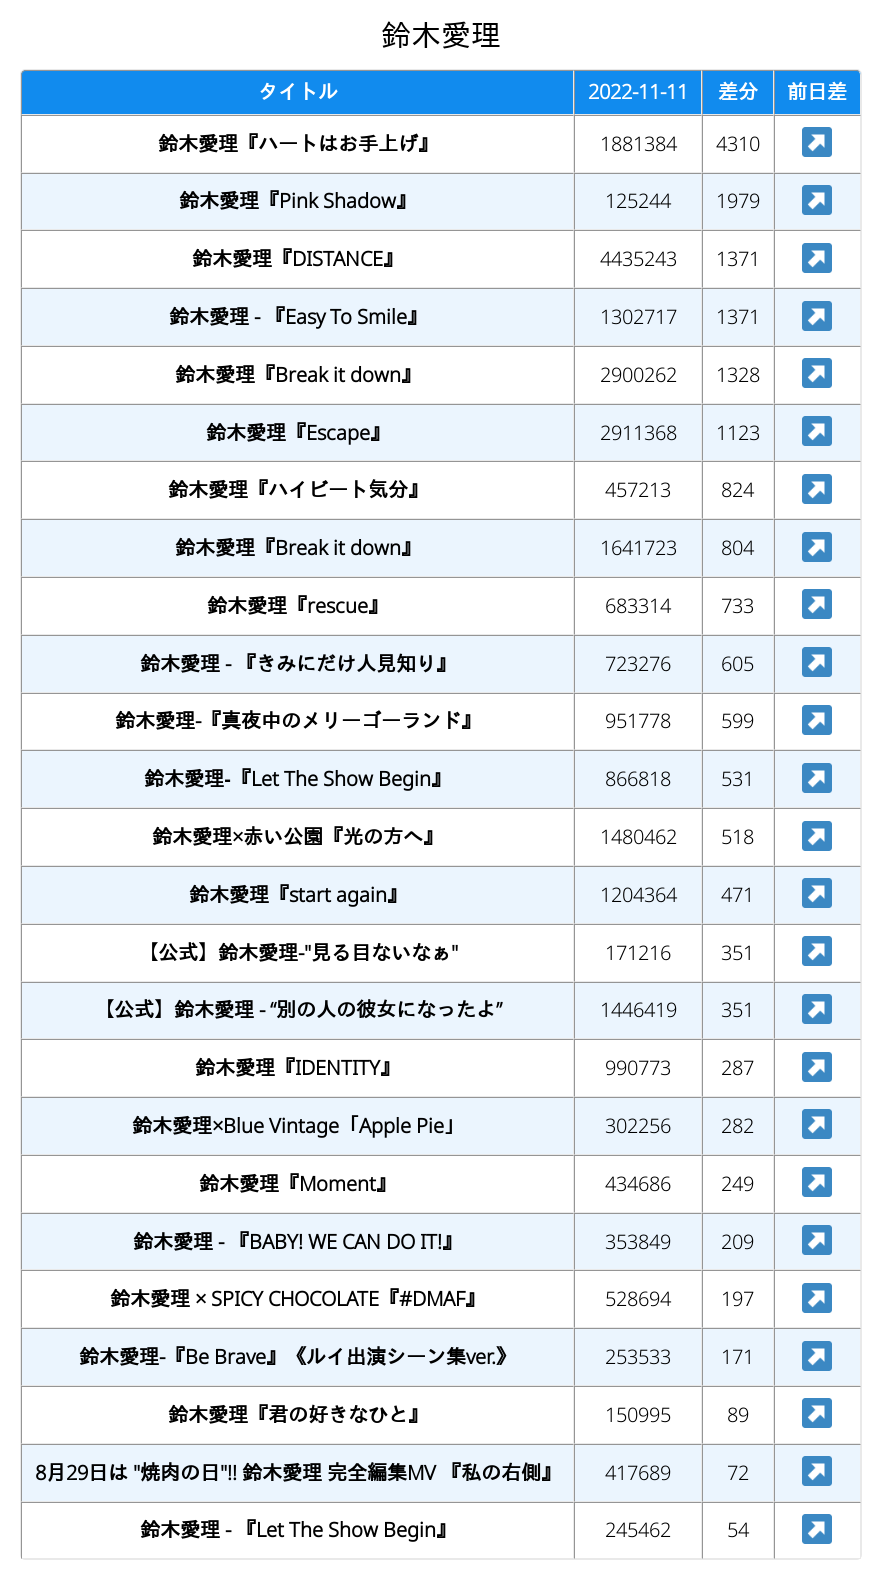 鈴木愛理
タイトル 2022-11-11 差分 前日差
鈴木愛理『ハートはお手上げ』 1881384 4310 ↗
鈴木愛理『Pink Shadow』 125244 1979 ↗
鈴木愛理『DISTANCE』 4435243 1371 ↗
鈴木愛理 - 『Easy To Smile』 1302717 1371 ↗
鈴木愛理『Break it down』 2900262 1328 ↗
鈴木愛理『Escape』 2911368 1123 ↗
鈴木愛理『ハイビート気分』 457213 824 ↗
鈴木愛理『Break it down』 1641723 804 ↗
鈴木愛理『rescue』 683314 733 ↗
鈴木愛理 - 『きみにだけ人見知り』 723276 605 ↗
鈴木愛理-『真夜中のメリーゴーランド』 951778 599 ↗
鈴木愛理-『Let The Show Begin』 866818 531 ↗
鈴木愛理×赤い公園『光の方へ』 1480462 518 ↗
鈴木愛理『start again』 1204364 471 ↗
【公式】鈴木愛理-"見る目ないなぁ" 171216 351 ↗
【公式】鈴木愛理 - “別の人の彼女になったよ” 1446419 351 ↗
鈴木愛理『IDENTITY』 990773 287 ↗
鈴木愛理×Blue Vintage「Apple Pie」 302256 282 ↗
鈴木愛理『Moment』 434686 249 ↗
鈴木愛理 - 『BABY! WE CAN DO IT!』 353849 209 ↗
鈴木愛理 × SPICY CHOCOLATE『#DMAF』 528694 197 ↗
鈴木愛理-『Be Brave』《ルイ出演シーン集ver.》 253533 171 ↗
鈴木愛理『君の好きなひと』 150995 89 ↗
8月29日は "焼肉の日"!! 鈴木愛理 完全編集MV 『私の右側』 417689 72 ↗
鈴木愛理 - 『Let The Show Begin』 245462 54 ↗